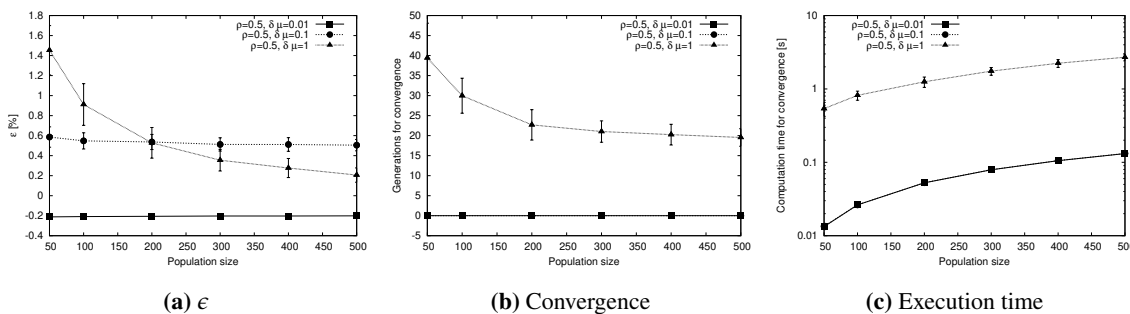 ρ=0.5, δ μ=0.01
ρ=0.5, δ μ=0.1
ρ=0.5, δ μ=1
1.8
1.6
1.4
1.2
1
0.8
0.6
0.4
0.2
0
-0.2
-0.4
ε [%]
50 100 150 200 250 300 350 400 450 500
Population size
(a) ϵ
ρ=0.5, δ μ=0.01
ρ=0.5, δ μ=0.1
ρ=0.5, δ μ=1
50
45
40
35
30
25
20
15
10
5
0
-5
Generations for convergence
50 100 150 200 250 300 350 400 450 500
Population size
(b) Convergence
ρ=0.5, δ μ=0.01
ρ=0.5, δ μ=0.1
ρ=0.5, δ μ=1
10
1
0.1
0.01
Computation time for convergence [s]
50 100 150 200 250 300 350 400 450 500
Population size
(c) Execution time